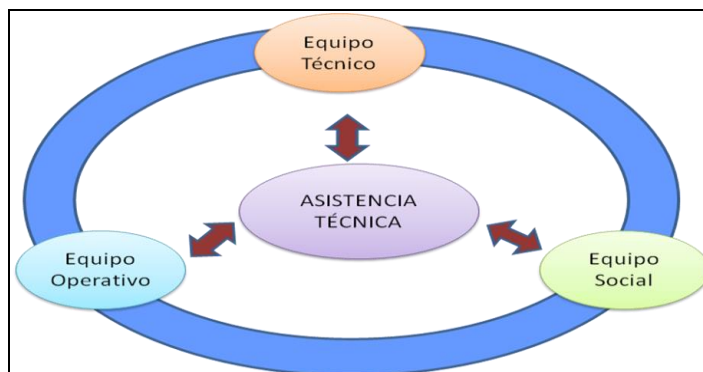 Equipo
Técnico
ASISTENCIA
TÉCNICA
Equipo
Operativo
Equipo
Social